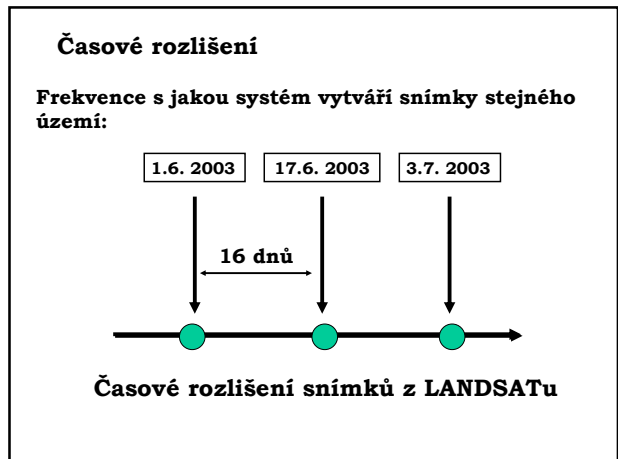 Časové rozlišení
Frekvence s jakou systém vytváří snímky stejného
území:
1.6. 2003
17.6. 2003
3.7. 2003
16 dnů
Časové rozlišení snímků z LANDSATu